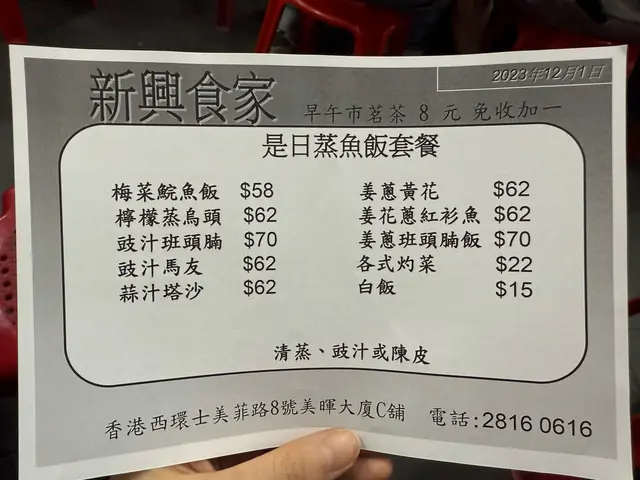 2023年12月1日
新興食家
早午市茗茶 8 元 免收加一
是日蒸魚飯套餐
梅菜鯇魚飯 $58
檸檬蒸烏頭 $62
豉汁班頭腩 $70
豉汁馬友 $62
蒜汁塔沙 $62
姜蔥黃花 $62
姜花蔥紅衫魚 $62
姜蔥班頭腩飯 $70
各式灼菜 $22
白飯 $15
清蒸、豉汁或陳皮
香港西環士美菲路8號美暉大廈C舖 電話:2816 0616